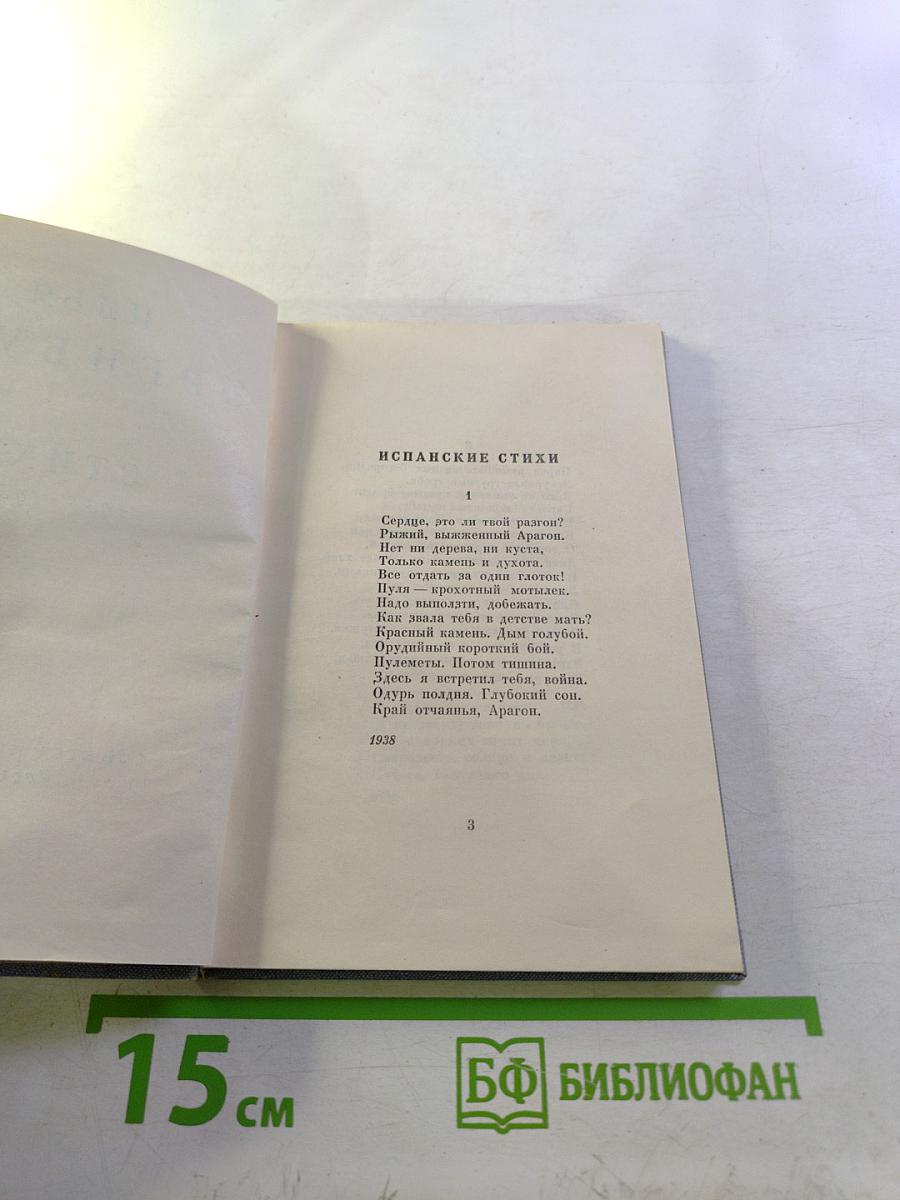 ИСПАНСКИЕ СТИХИ
1
Сердце, это ли твой разгон?
Рыжий, выжженный Арагон.
Нет ни дерева, ни куста,
Только камень и духота.
Все отдать за один глоток!
Пуля — крохотный мотылек.
Надо выползти, добежать.
Как звала тебя в детстве мать?
Красный камень. Дым голубой.
Орудийный короткий бой.
Пулеметы. Потом тишина.
Здесь я встретил тебя, война.
Одурь полдня. Глубокий сон.
Край отчаянья, Арагон.
1938
3
15 см
БФ БИБЛИОФАН